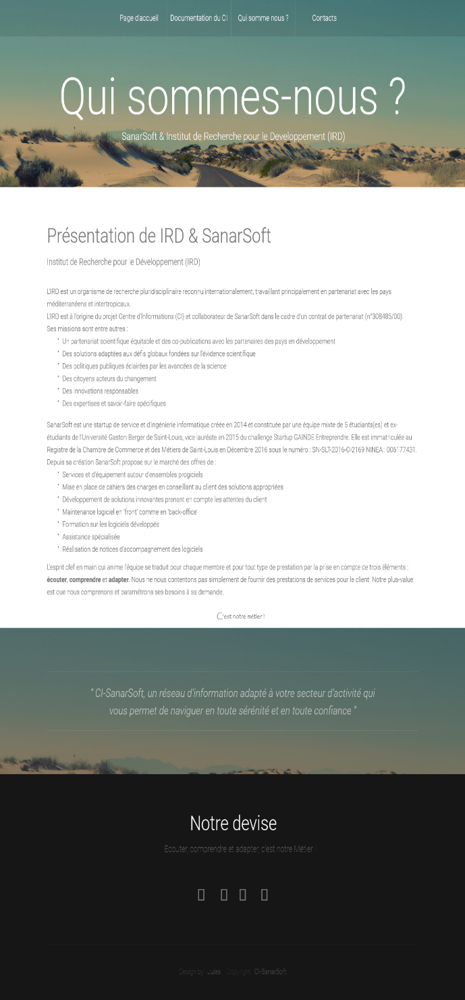 Page d'accueil
Documentation du CI
Qui somme nous ?
Contacts
Qui sommes-nous ?
SanarSoft & Institut de Recherche pour le Developpement (IRD)
Présentation de IRD & SanarSoft
Institut de Recherche pour le Développement (IRD)
L'IRD est un organisme de recherche pluridisciplinaire reconnu internationalement, travaillant principalement en partenariat avec les pays
méditerranéens et intertropicaux.
L'IRD est à l'origine du projet Centre d'Informations (CI) et collaborateur de SanarSoft dans le cadre d'un contrat de partenariat (n°308485/00).
Ses missions sont entre autres :
* Un partenariat scientifique équitable et des co-publications avec les partenaires des pays en développement
* Des solutions adaptées aux défis globaux fondées sur l'évidence scientifique
* Des politiques publiques éclairées par les avancées de la science
* Des citoyens acteurs du changement
* Des innovations responsables
* Des expertises et savoir-faire spécifiques
SanarSoft est une startup de service et d'ingénierie informatique créée en 2014 et constituée par une équipe mixte de 5 étudiants(es) et ex-
étudiants de l'Université Gaston Berger de Saint-Louis, vice lauréate en 2015 du challenge Startup GAINDE Entreprendre. Elle est immatriculée au
Registre de la Chambre de Commerce et des Métiers de Saint-Louis en Décembre 2016 sous le numéro : SN-SLT-2016-C-2169 NINEA : 006177431.
Depuis sa création SanarSoft propose sur le marché des offres de :
* Services et d'équipement autour d'ensembles progiciels
* Mise en place de cahiers des charges en conseillant au client des solutions appropriées
* Développement de solutions innovantes prenant en compte les attentes du client
* Maintenance logiciel en 'front' comme en 'back-office'
* Formation sur les logiciels développés
* Assistance spécialisée
* Réalisation de notices d'accompagnement des logiciels
L'esprit clef en main qui anime l'équipe se traduit pour chaque membre et pour tout type de prestation par la prise en compte de trois éléments :
écouter, comprendre et adapter. Nous ne nous contentons pas simplement de fournir des prestations de services pour le client. Notre plus-value
est que nous comprenons et paramétrons ses besoins à sa demande.
C'est notre métier !
" CI-SanarSoft, un réseau d'information adapté à votre secteur d'activité qui
vous permet de naviguer en toute sérénité et en toute confiance "
Notre devise
Ecouter, comprendre et adapter, c'est notre Métier !
Design by : Jules Copyright : CI-SanarSoft